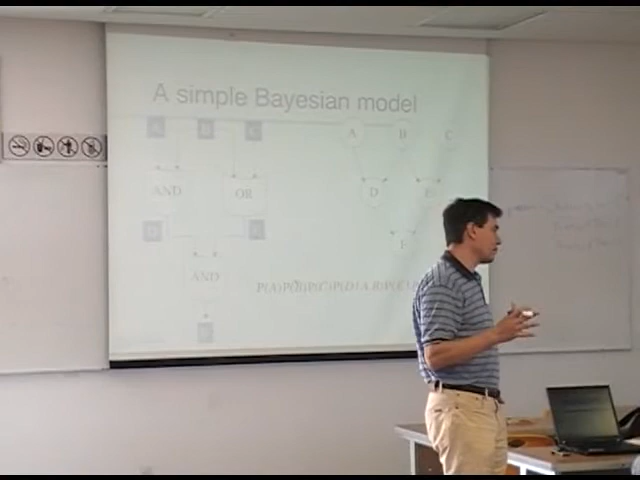 A simple Bayesian model
A B C A B C
AND OR D E
D E F
AND
P(A)P(B)P(C)P(D|A,B)P(E|
F